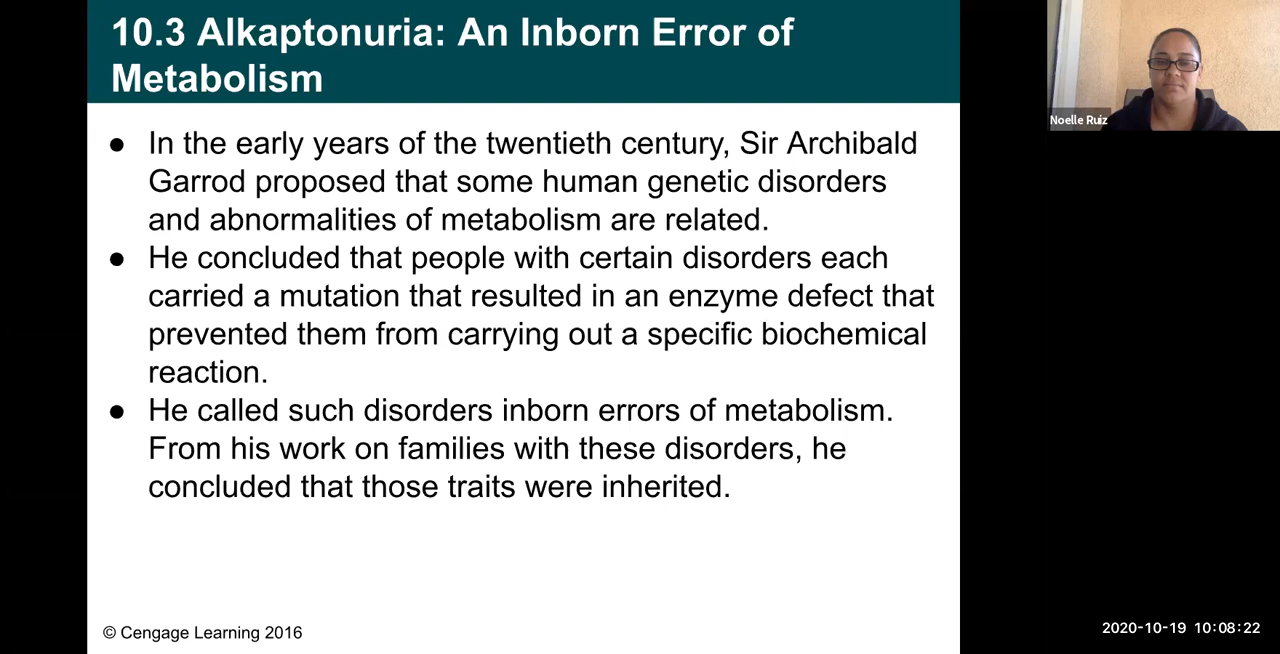 10.3 Alkaptonuria: An Inborn Error of
Metabolism
● In the early years of the twentieth century, Sir Archibald
Garrod proposed that some human genetic disorders
and abnormalities of metabolism are related.
● He concluded that people with certain disorders each
carried a mutation that resulted in an enzyme defect that
prevented them from carrying out a specific biochemical
reaction.
● He called such disorders inborn errors of metabolism.
From his work on families with these disorders, he
concluded that those traits were inherited.
© Cengage Learning 2016
Noelle Ruiz
2020-10-19 10:08:22